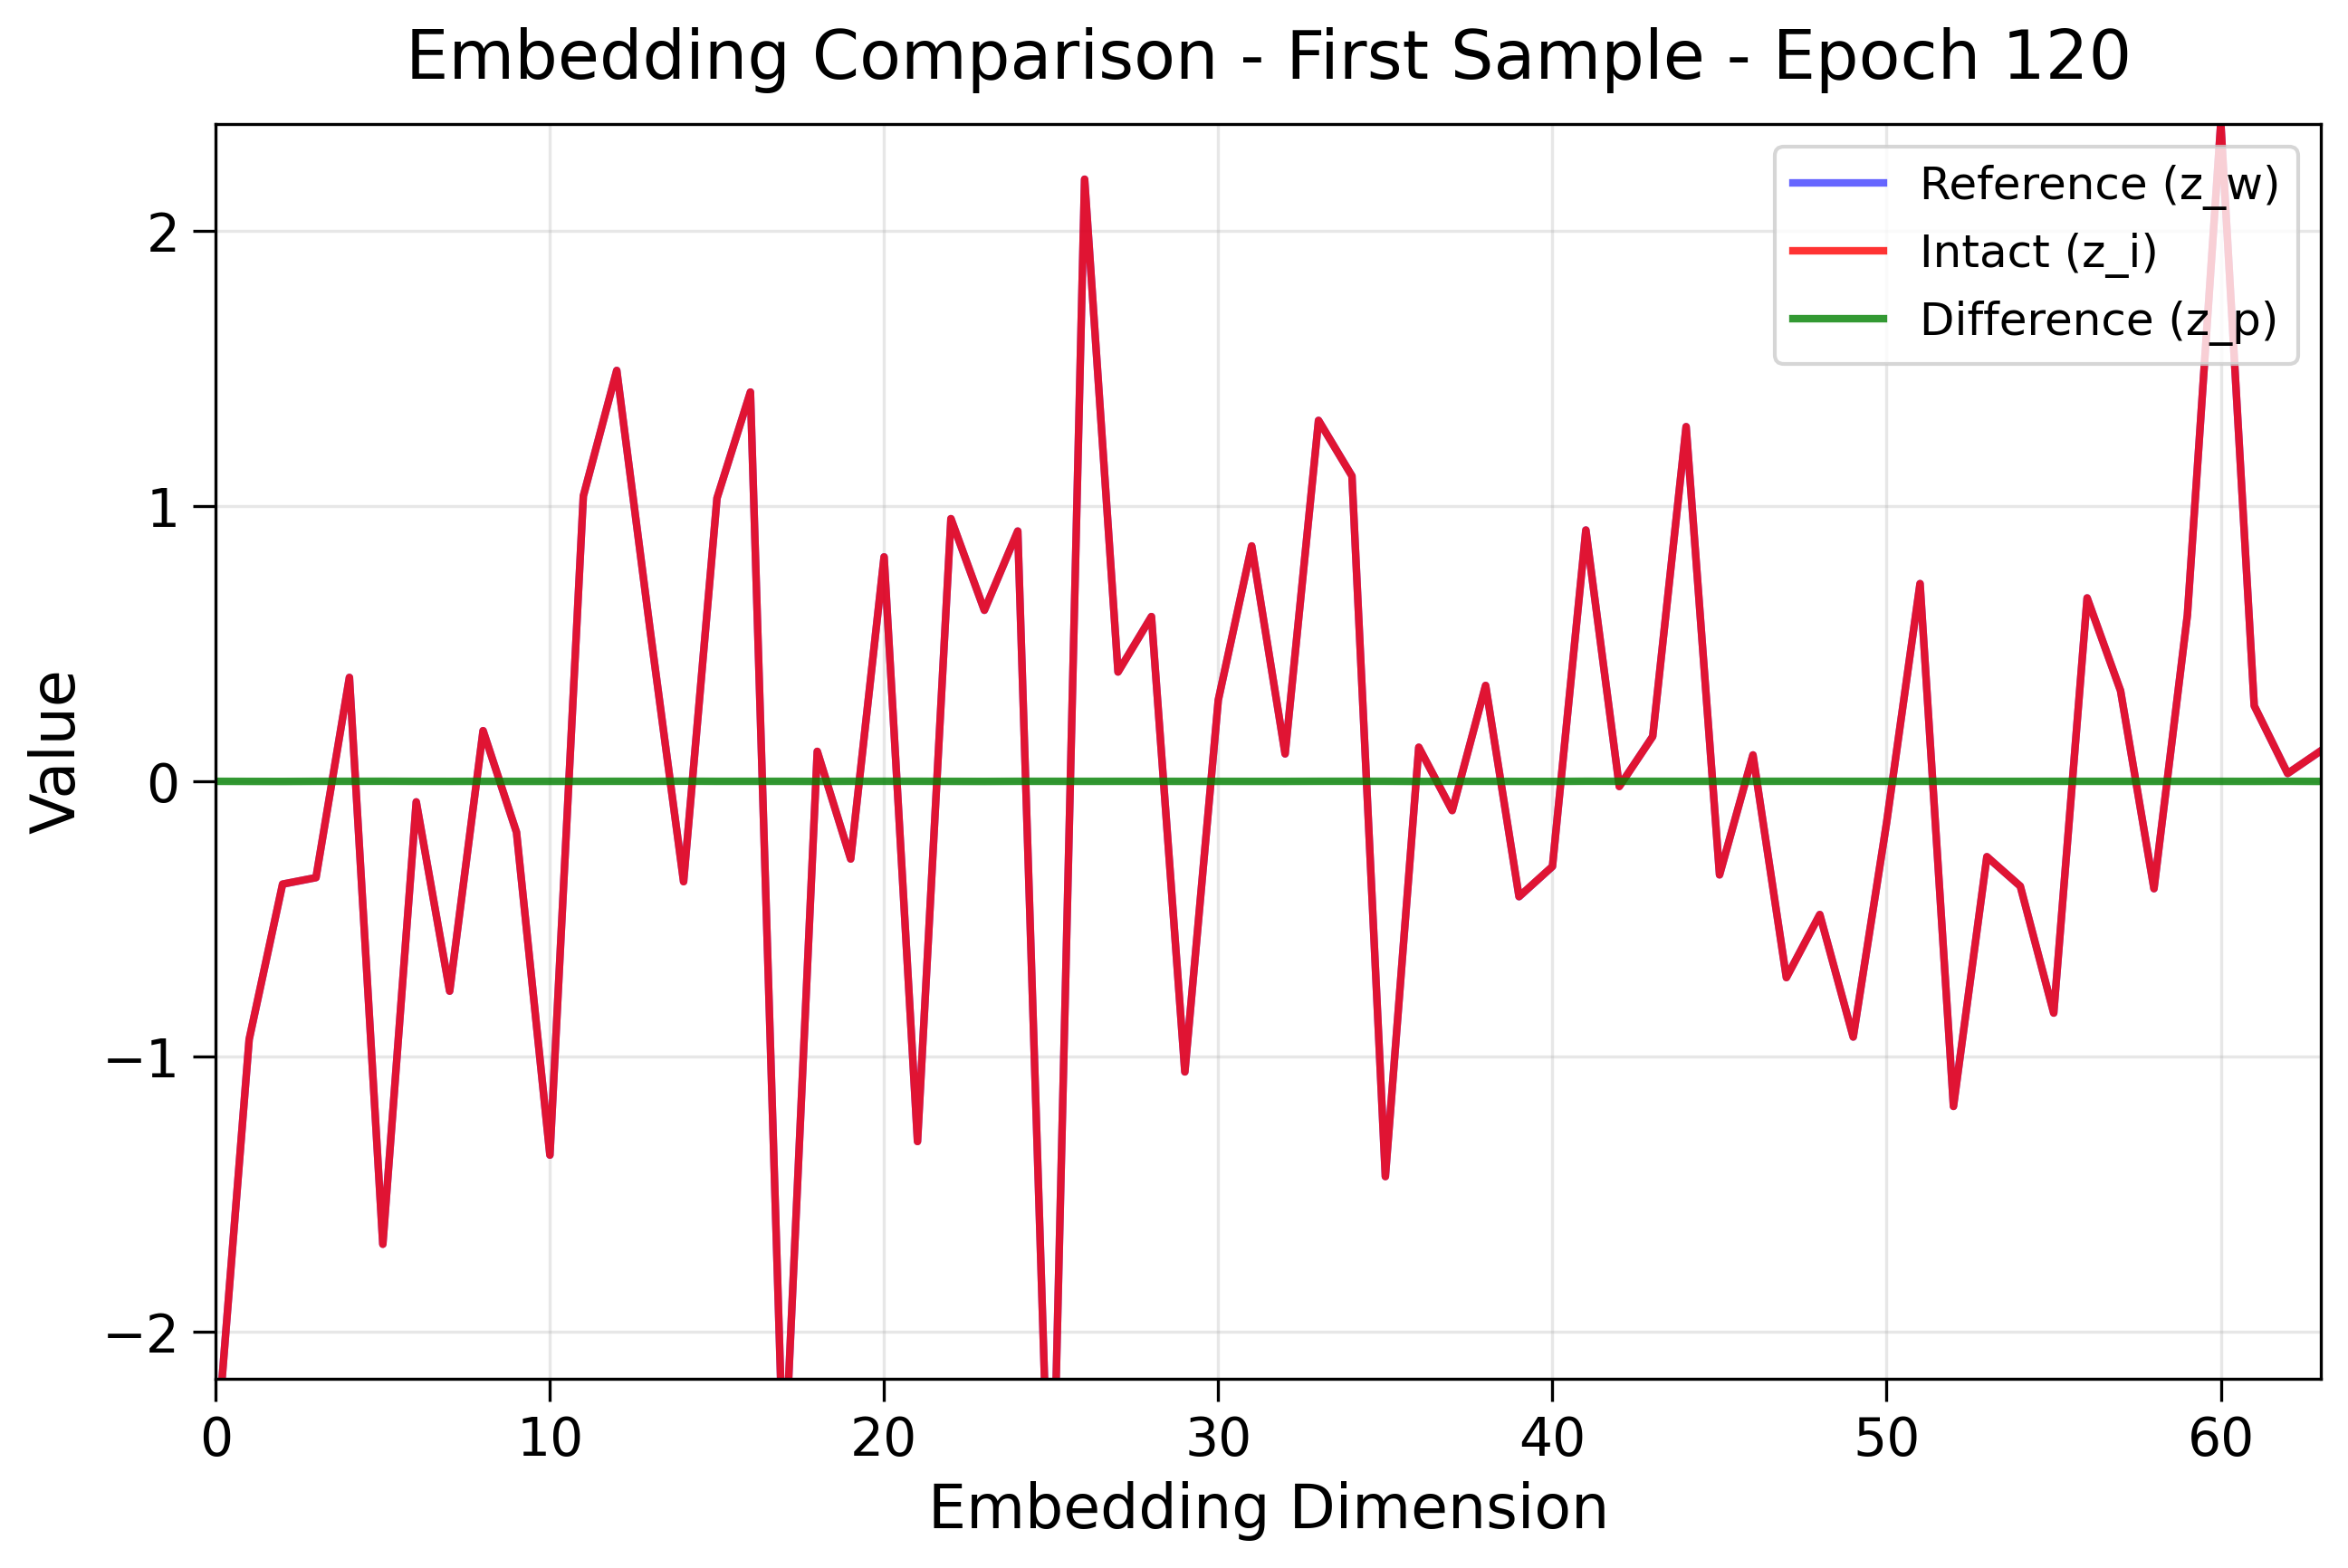 Embedding Comparison - First Sample - Epoch 120
Reference (z_w)
Intact (z_i)
Difference (z_p)
2
1
0
−1
−2
Value
0 10 20 30 40 50 60
Embedding Dimension